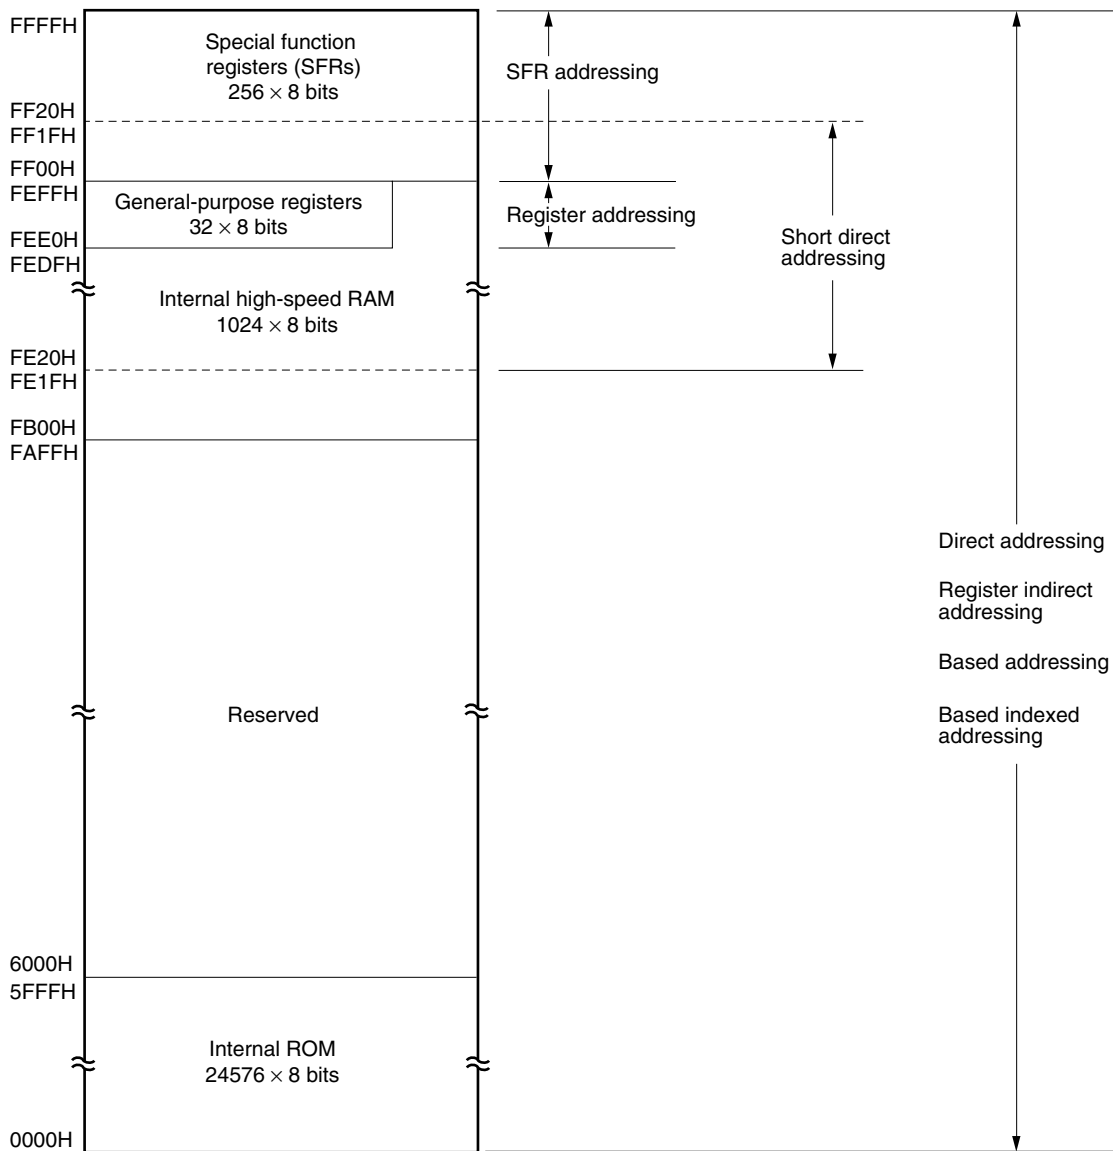 FFFFH
Special function
registers (SFRs)
256 × 8 bits
SFR addressing
FF20H
FF1FH
FF00H
FEFFH
General-purpose registers
32 × 8 bits
Register addressing
Short direct
addressing
FEE0H
FEDFH
Internal high-speed RAM
1024 × 8 bits
FE20H
FE1FH
FB00H
FAFFH
Direct addressing
Register indirect
addressing
Based addressing
Based indexed
addressing
Reserved
6000H
5FFFH
Internal ROM
24576 × 8 bits
0000H